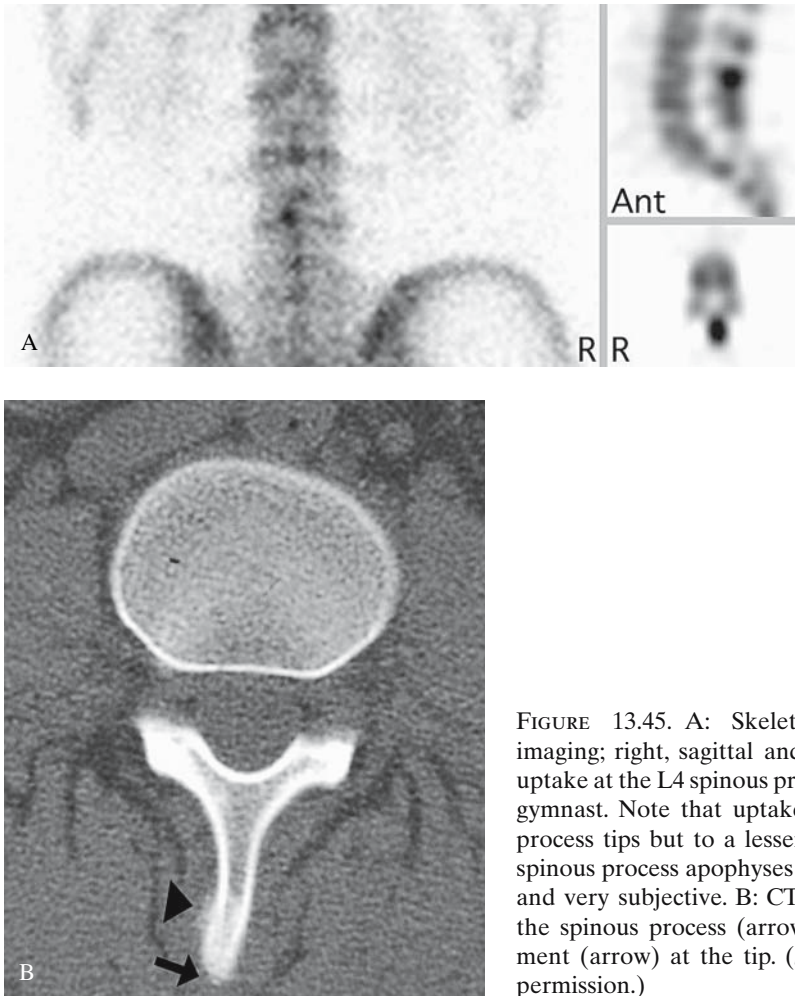 Ant
A
R
R
B
FIGURE 13.45. A: Skelet
imaging; right, sagittal and
uptake at the L4 spinous pr
gymnast. Note that uptake
process tips but to a lesse
spinous process apophyses
and very subjective. B: CT
the spinous process (arrow
ment (arrow) at the tip. (
permission.)